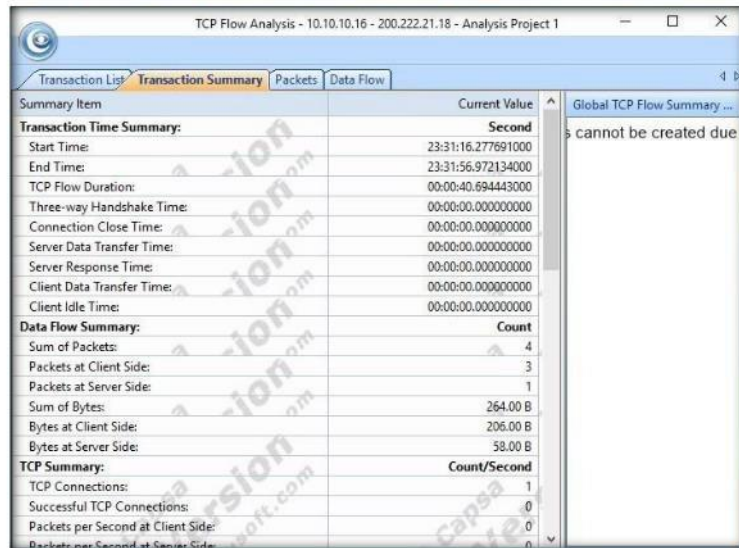 TCP Flow Analysis - 10.10.10.16 - 200.222.21.18 - Analysis Project 1
Transaction List Transaction Summary Packets Data Flow
Summary Item Current Value
Transaction Time Summary: Second
Start Time: 23:31:16.277691000
End Time: 23:31:56.972134000
TCP Flow Duration: 00:00:40.694443000
Three-way Handshake Time: 00:00:00.000000000
Connection Close Time: 00:00:00.000000000
Server Data Transfer Time: 00:00:00.000000000
Server Response Time: 00:00:00.000000000
Client Data Transfer Time: 00:00:00.000000000
Client Idle Time: 00:00:00.000000000
Data Flow Summary: Count
Sum of Packets: 4
Packets at Client Side: 3
Packets at Server Side: 1
Sum of Bytes: 264.00 B
Bytes at Client Side: 206.00 B
Bytes at Server Side: 58.00 B
TCP Summary: Count/Second
TCP Connections: 1
Successful TCP Connections: 0
Packets per Second at Client Side: 0
Packets per Second at Server Side: 0
Global TCP Flow Summary ...
s cannot be created due